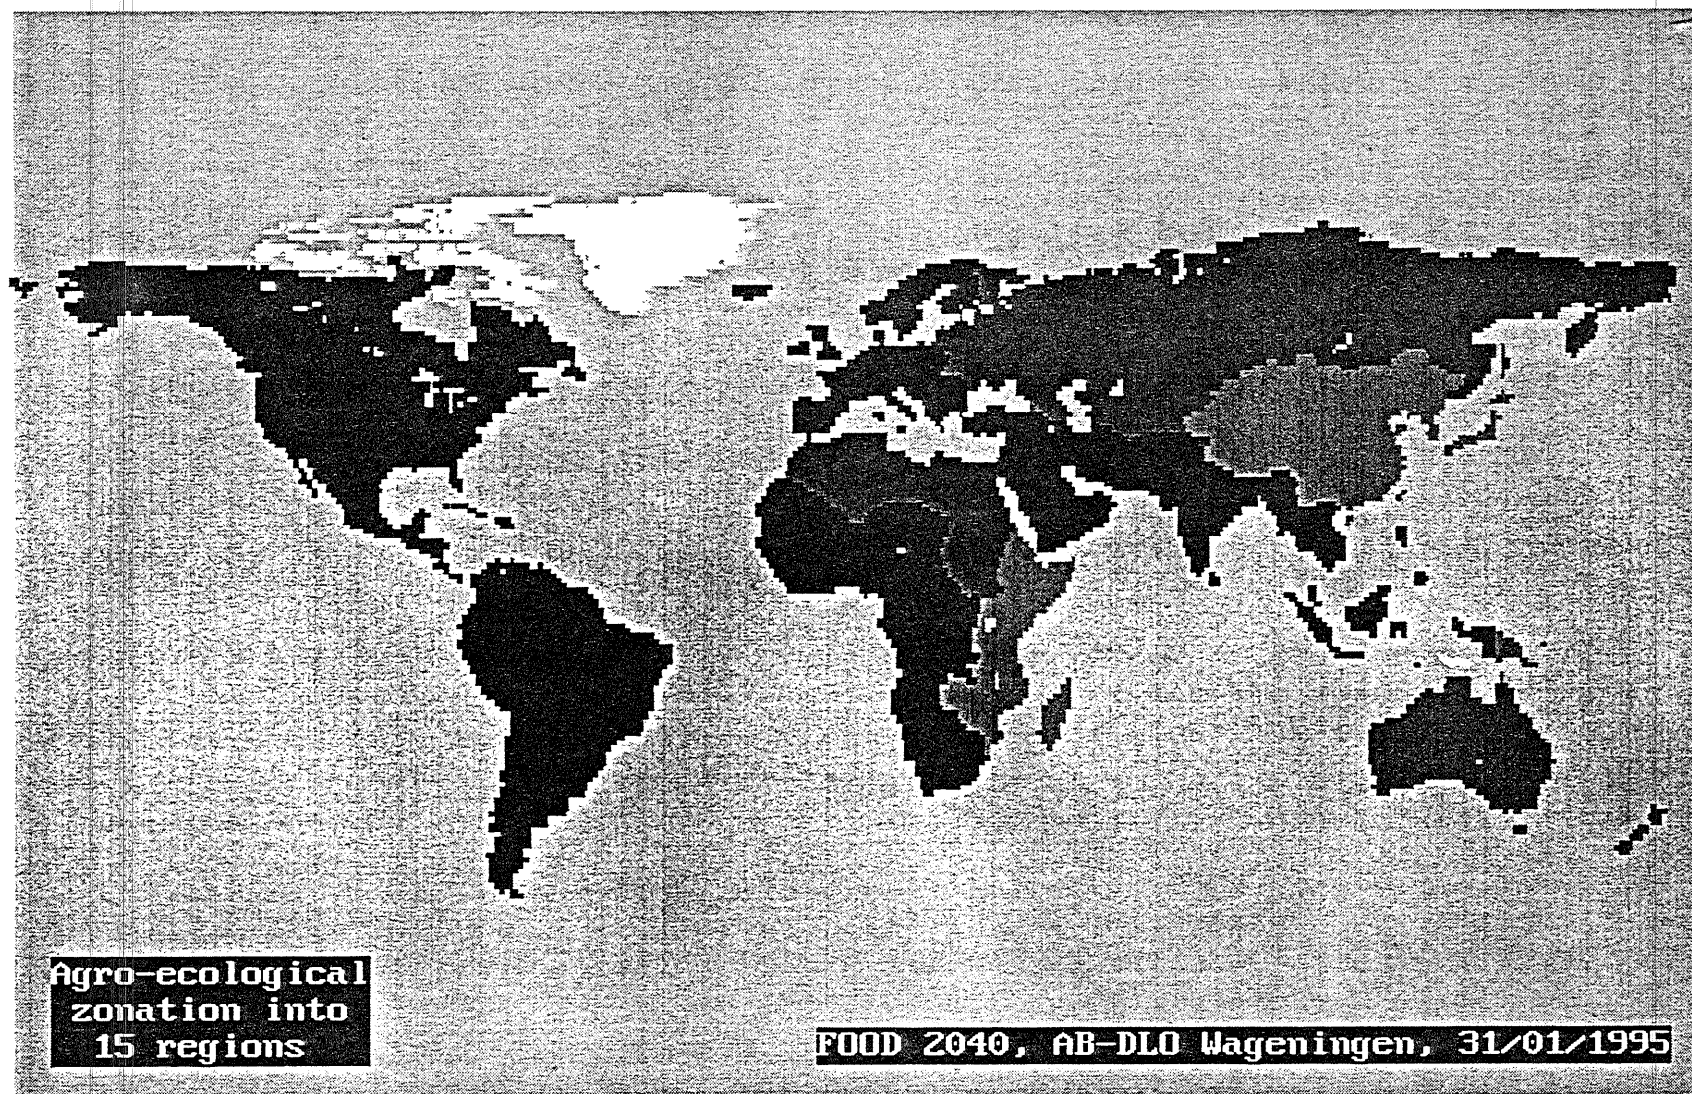 Agro-ecological
zonation into
15 regions
FOOD 2040, AB-DLO Wageningen, 31/01/1995